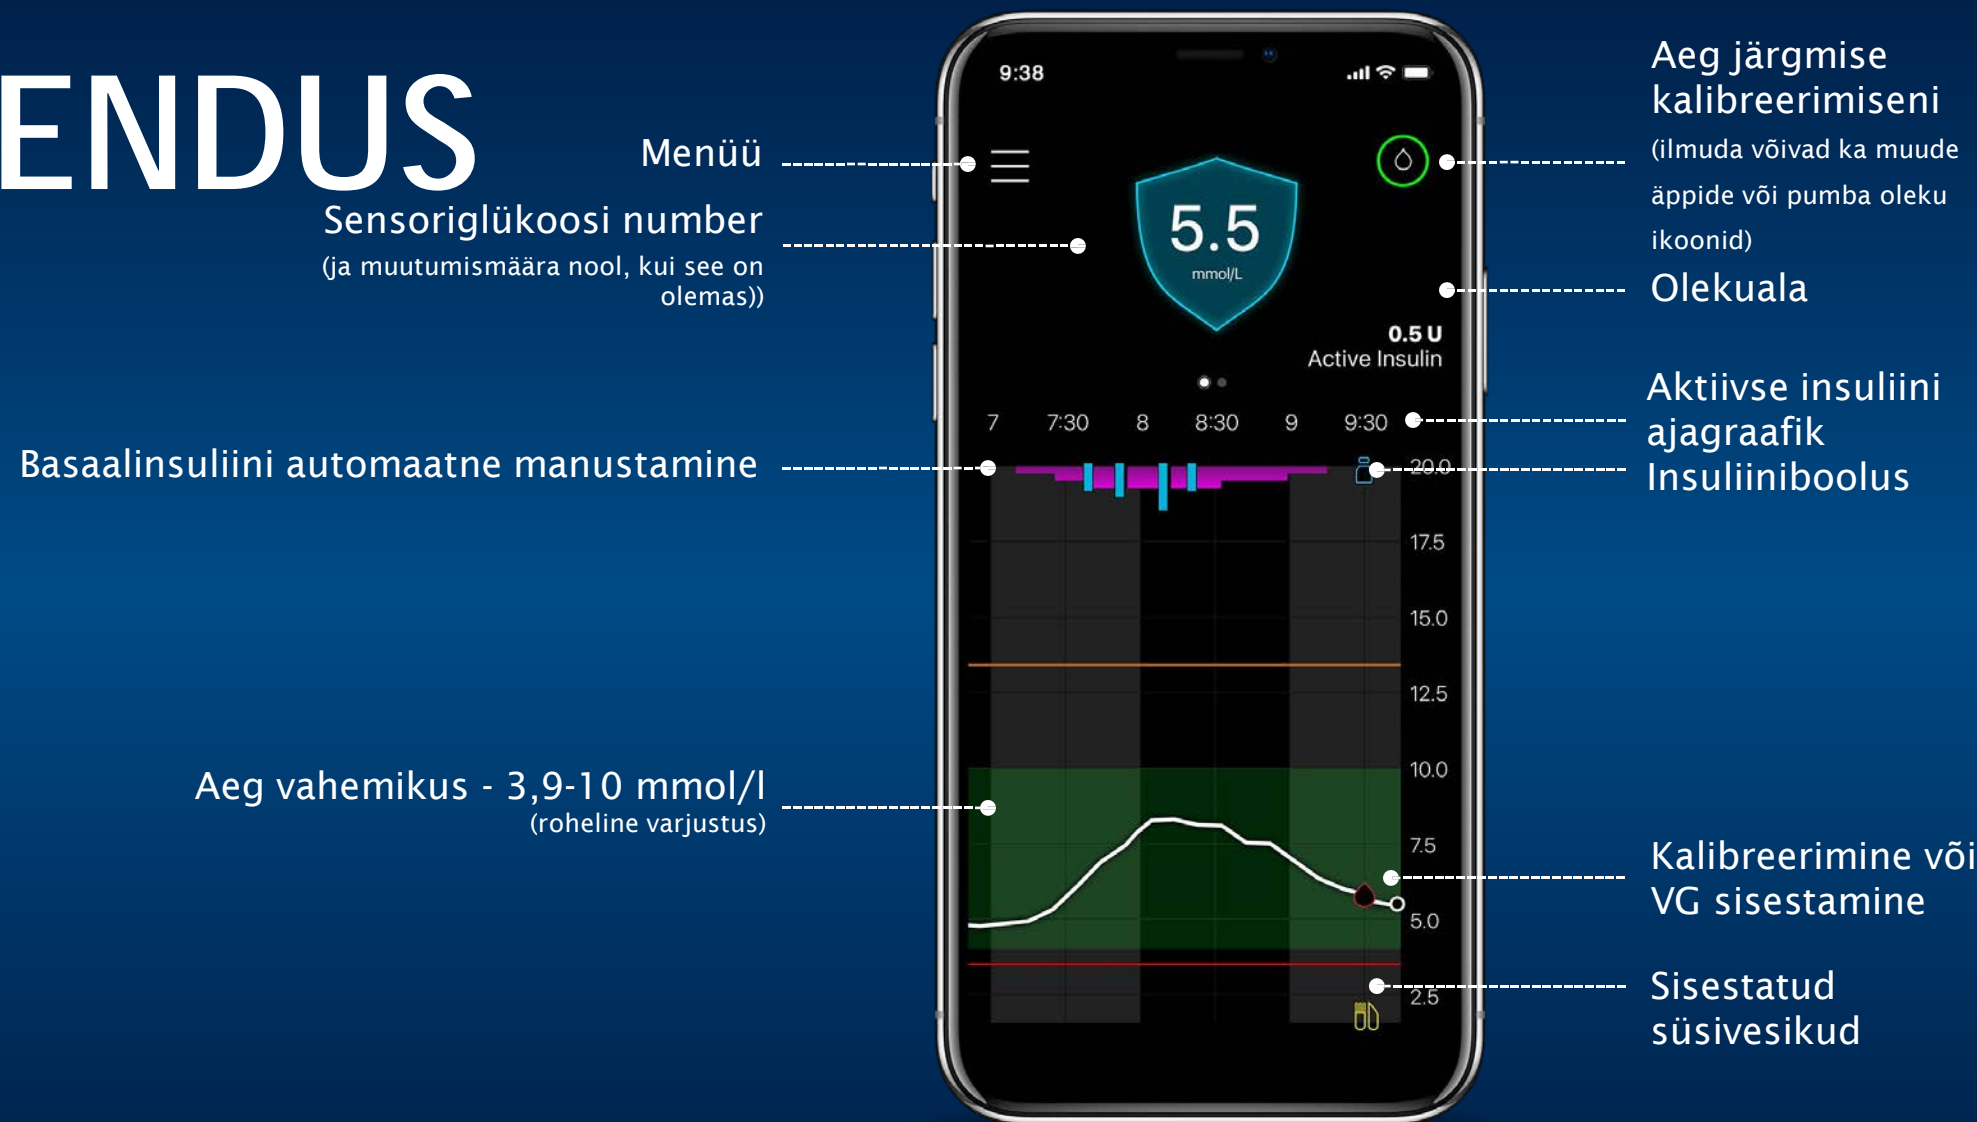 ENDUS
Menüü
Sensoriglükoosi number
(ja muutumismäära nool, kui see on
olemas))
Basaalinsuliini automaatne manustamine
Aeg vahemikus - 3,9-10 mmol/l
(roheline varjustus)
9:38
5.5
mmol/L
0.5 U
Active Insulin
7 7:30 8 8:30 9 9:30
20.0
17.5
15.0
12.5
10.0
7.5
5.0
2.5
Aeg järgmise
kalibreerimiseni
(ilmuda võivad ka muude
äppide või pumba oleku
ikoonid)
Olekuala
Aktiivse insuliini
ajagraafik
Insuliiniboolus
Kalibreerimine või
VG sisestamine
Sisestatud
süsivesikud